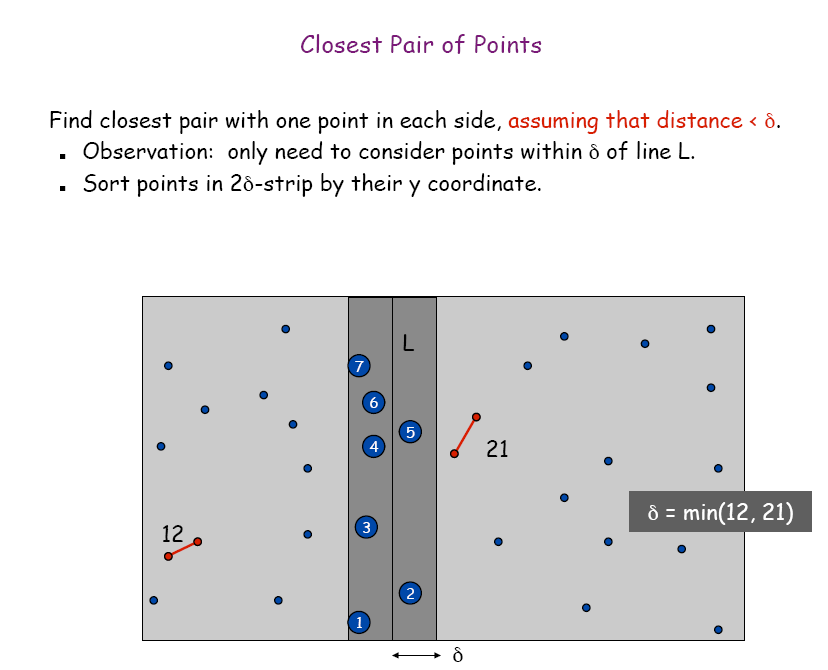 Closest Pair of Points
Find closest pair with one point in each side, assuming that distance < δ.
▪ Observation:  only need to consider points within δ of line L.
▪ Sort points in 2δ-strip by their y coordinate.
L
7
6
5
4
21
δ = min(12, 21)
3
12
2
1
δ